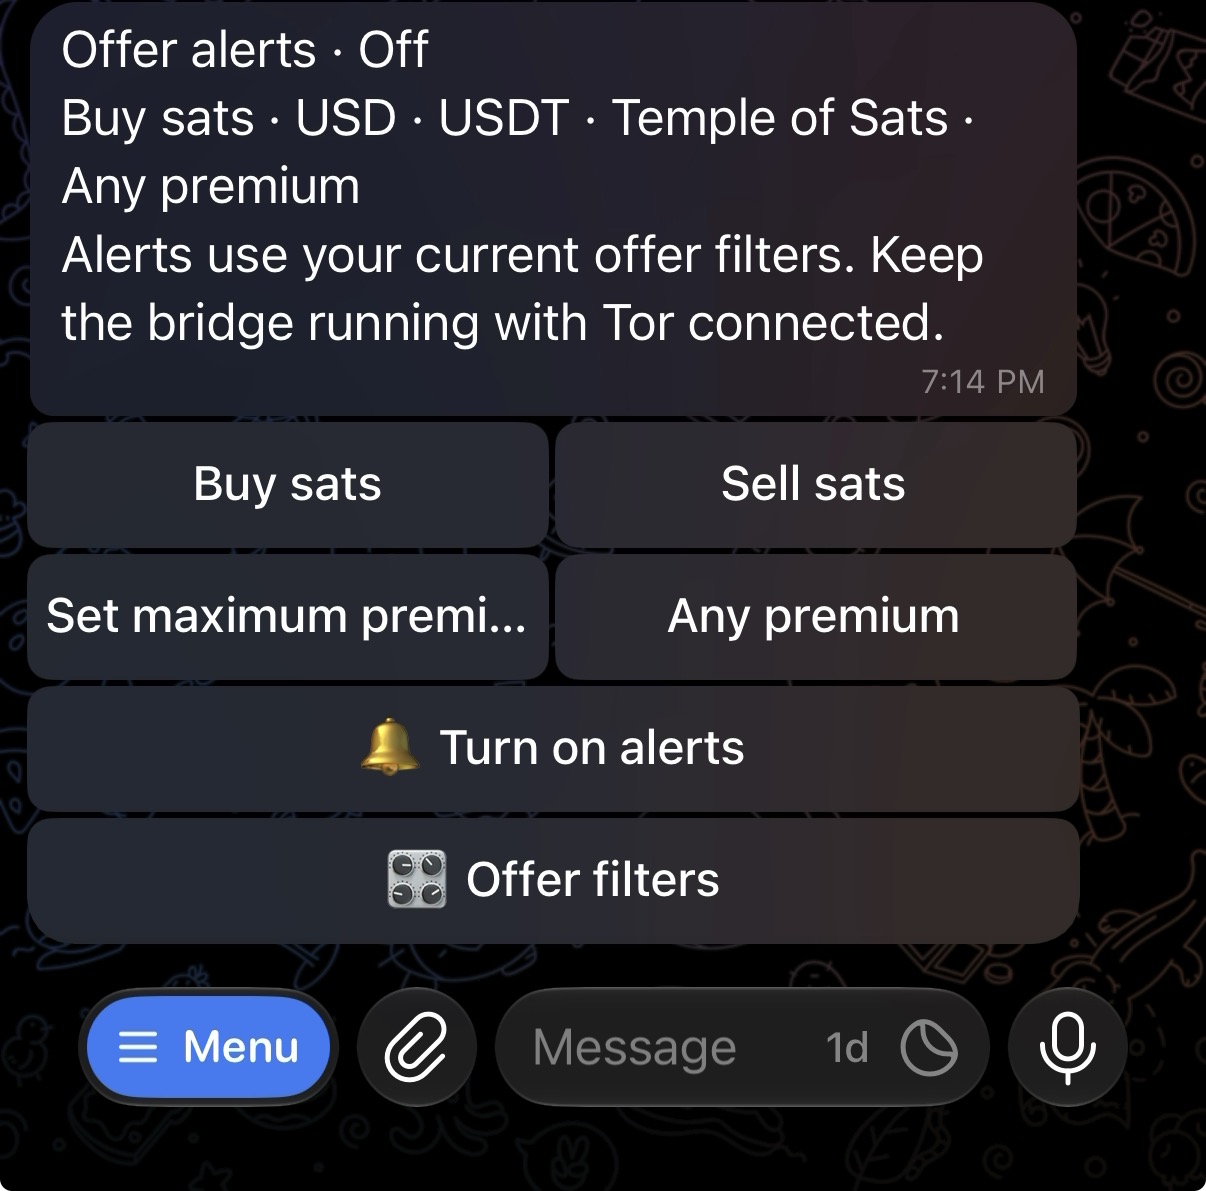 Offer alerts · Off
Buy sats · USD · USDT · Temple of Sats ·
Any premium
Alerts use your current offer filters. Keep
the bridge running with Tor connected.
7:14 PM
Buy sats
Sell sats
Set maximum premi...
Any premium
Turn on alerts
Offer filters
Menu
Message
1d